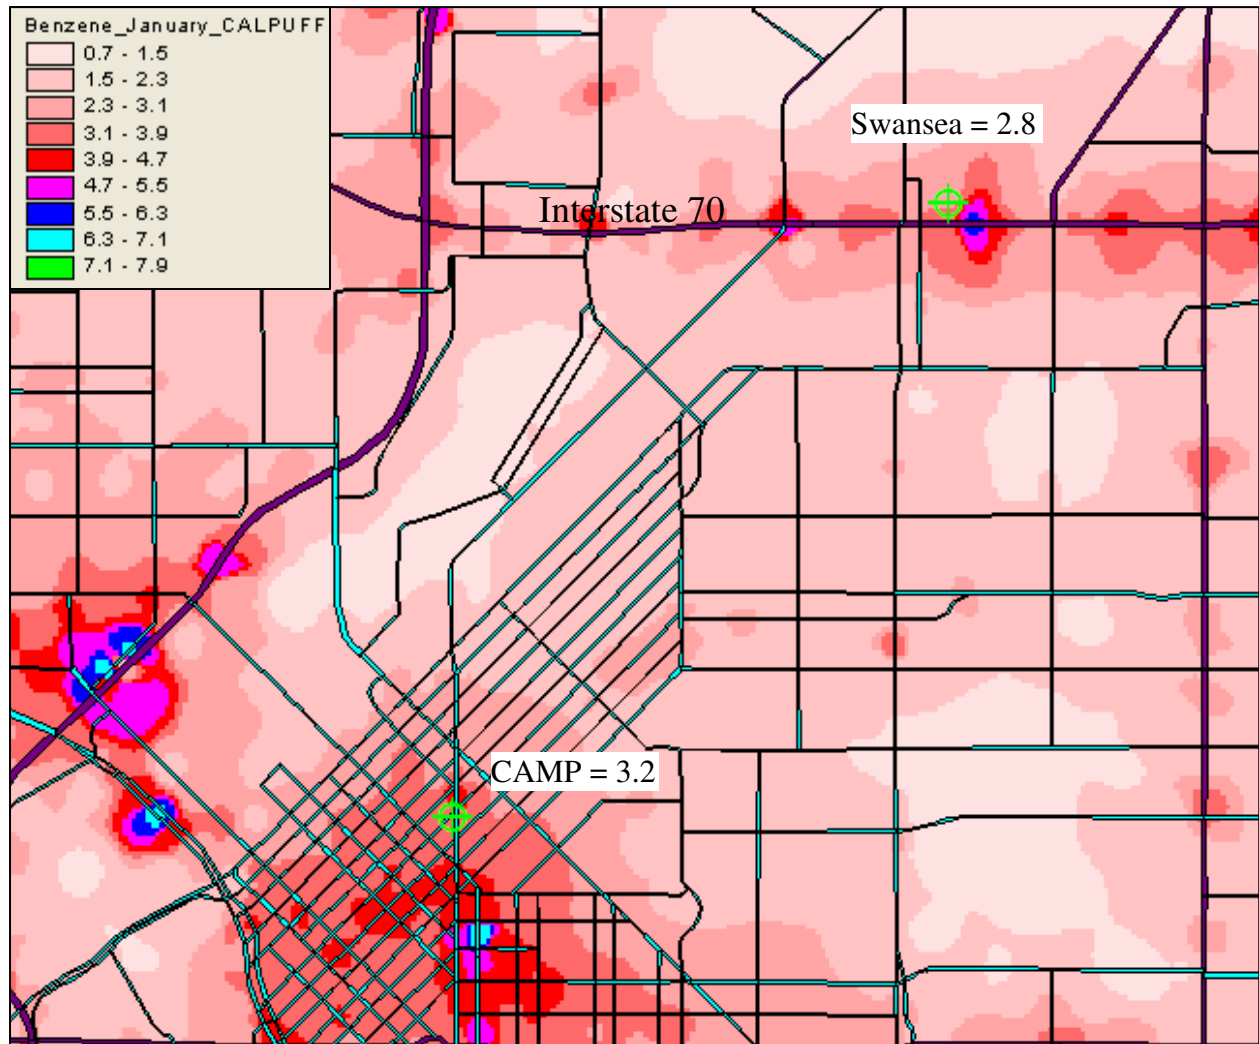 Benzene_January_CALPUFF
0.7 - 1.5
1.5 - 2.3
2.3 - 3.1
3.1 - 3.9
3.9 - 4.7
4.7 - 5.5
5.5 - 6.3
6.3 - 7.1
7.1 - 7.9
Swansea = 2.8
Interstate 70
CAMP = 3.2